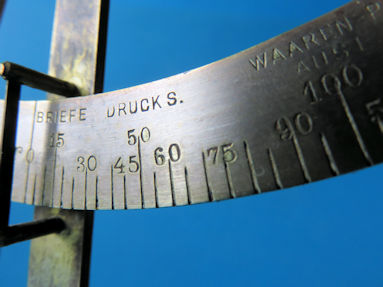 BRIEFE DRUCKS.
WAAREN-P
AUSL
0 15 30 45 50 60 75 90 100